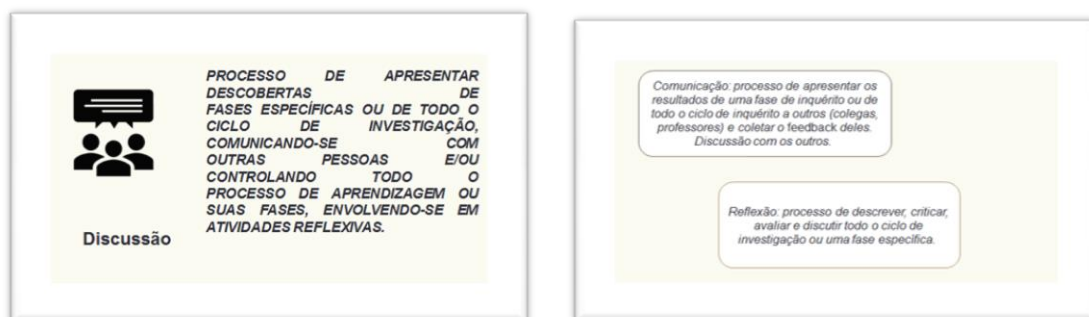 PROCESSO DE APRESENTAR
DESCOBERTAS DE
FASES ESPECÍFICAS OU DE TODO O
CICLO DE INVESTIGAÇÃO,
COMUNICANDO-SE COM
OUTRAS PESSOAS E/OU
CONTROLANDO TODO O
PROCESSO DE APRENDIZAGEM OU
SUAS FASES, ENVOLVENDO-SE EM
ATIVIDADES REFLEXIVAS.
Discussão
Comunicação: processo de apresentar os
resultados de uma fase de inquérito ou de
todo o ciclo de inquérito a outros (colegas,
professores) e coletar o feedback deles.
Discussão com os outros.
Reflexão: processo de descrever, criticar,
avaliar e discutir todo o ciclo de
investigação ou uma fase específica.